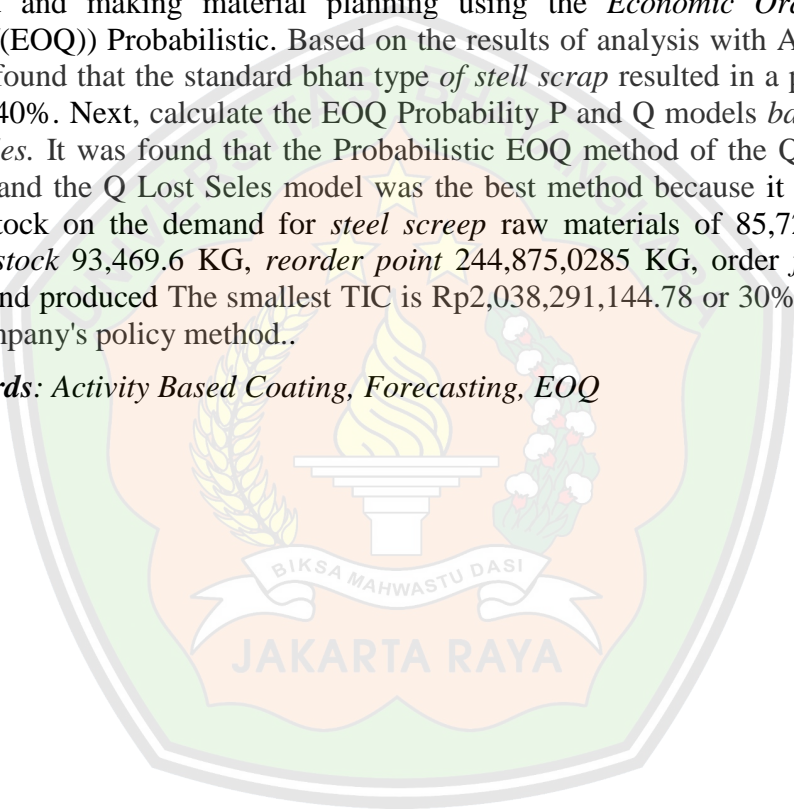 and making material planning using the Economic Or
(EOQ)) Probabilistic. Based on the results of analysis with A
found that the standard bhan type of stell scrap resulted in a p
40%. Next, calculate the EOQ Probability P and Q models ba
es. It was found that the Probabilistic EOQ method of the Q
and the Q Lost Seles model was the best method because it
tock on the demand for steel screep raw materials of 85,72
stock 93,469.6 KG, reorder point 244,875,0285 KG, order
nd produced The smallest TIC is Rp2,038,291,144.78 or 30%
mpany's policy method..
rds: Activity Based Coating, Forecasting, EOQ
UNIVERSITAS BHAYANGKARA
BIKSA MAHWASTU DASI
JAKARTA RAYA